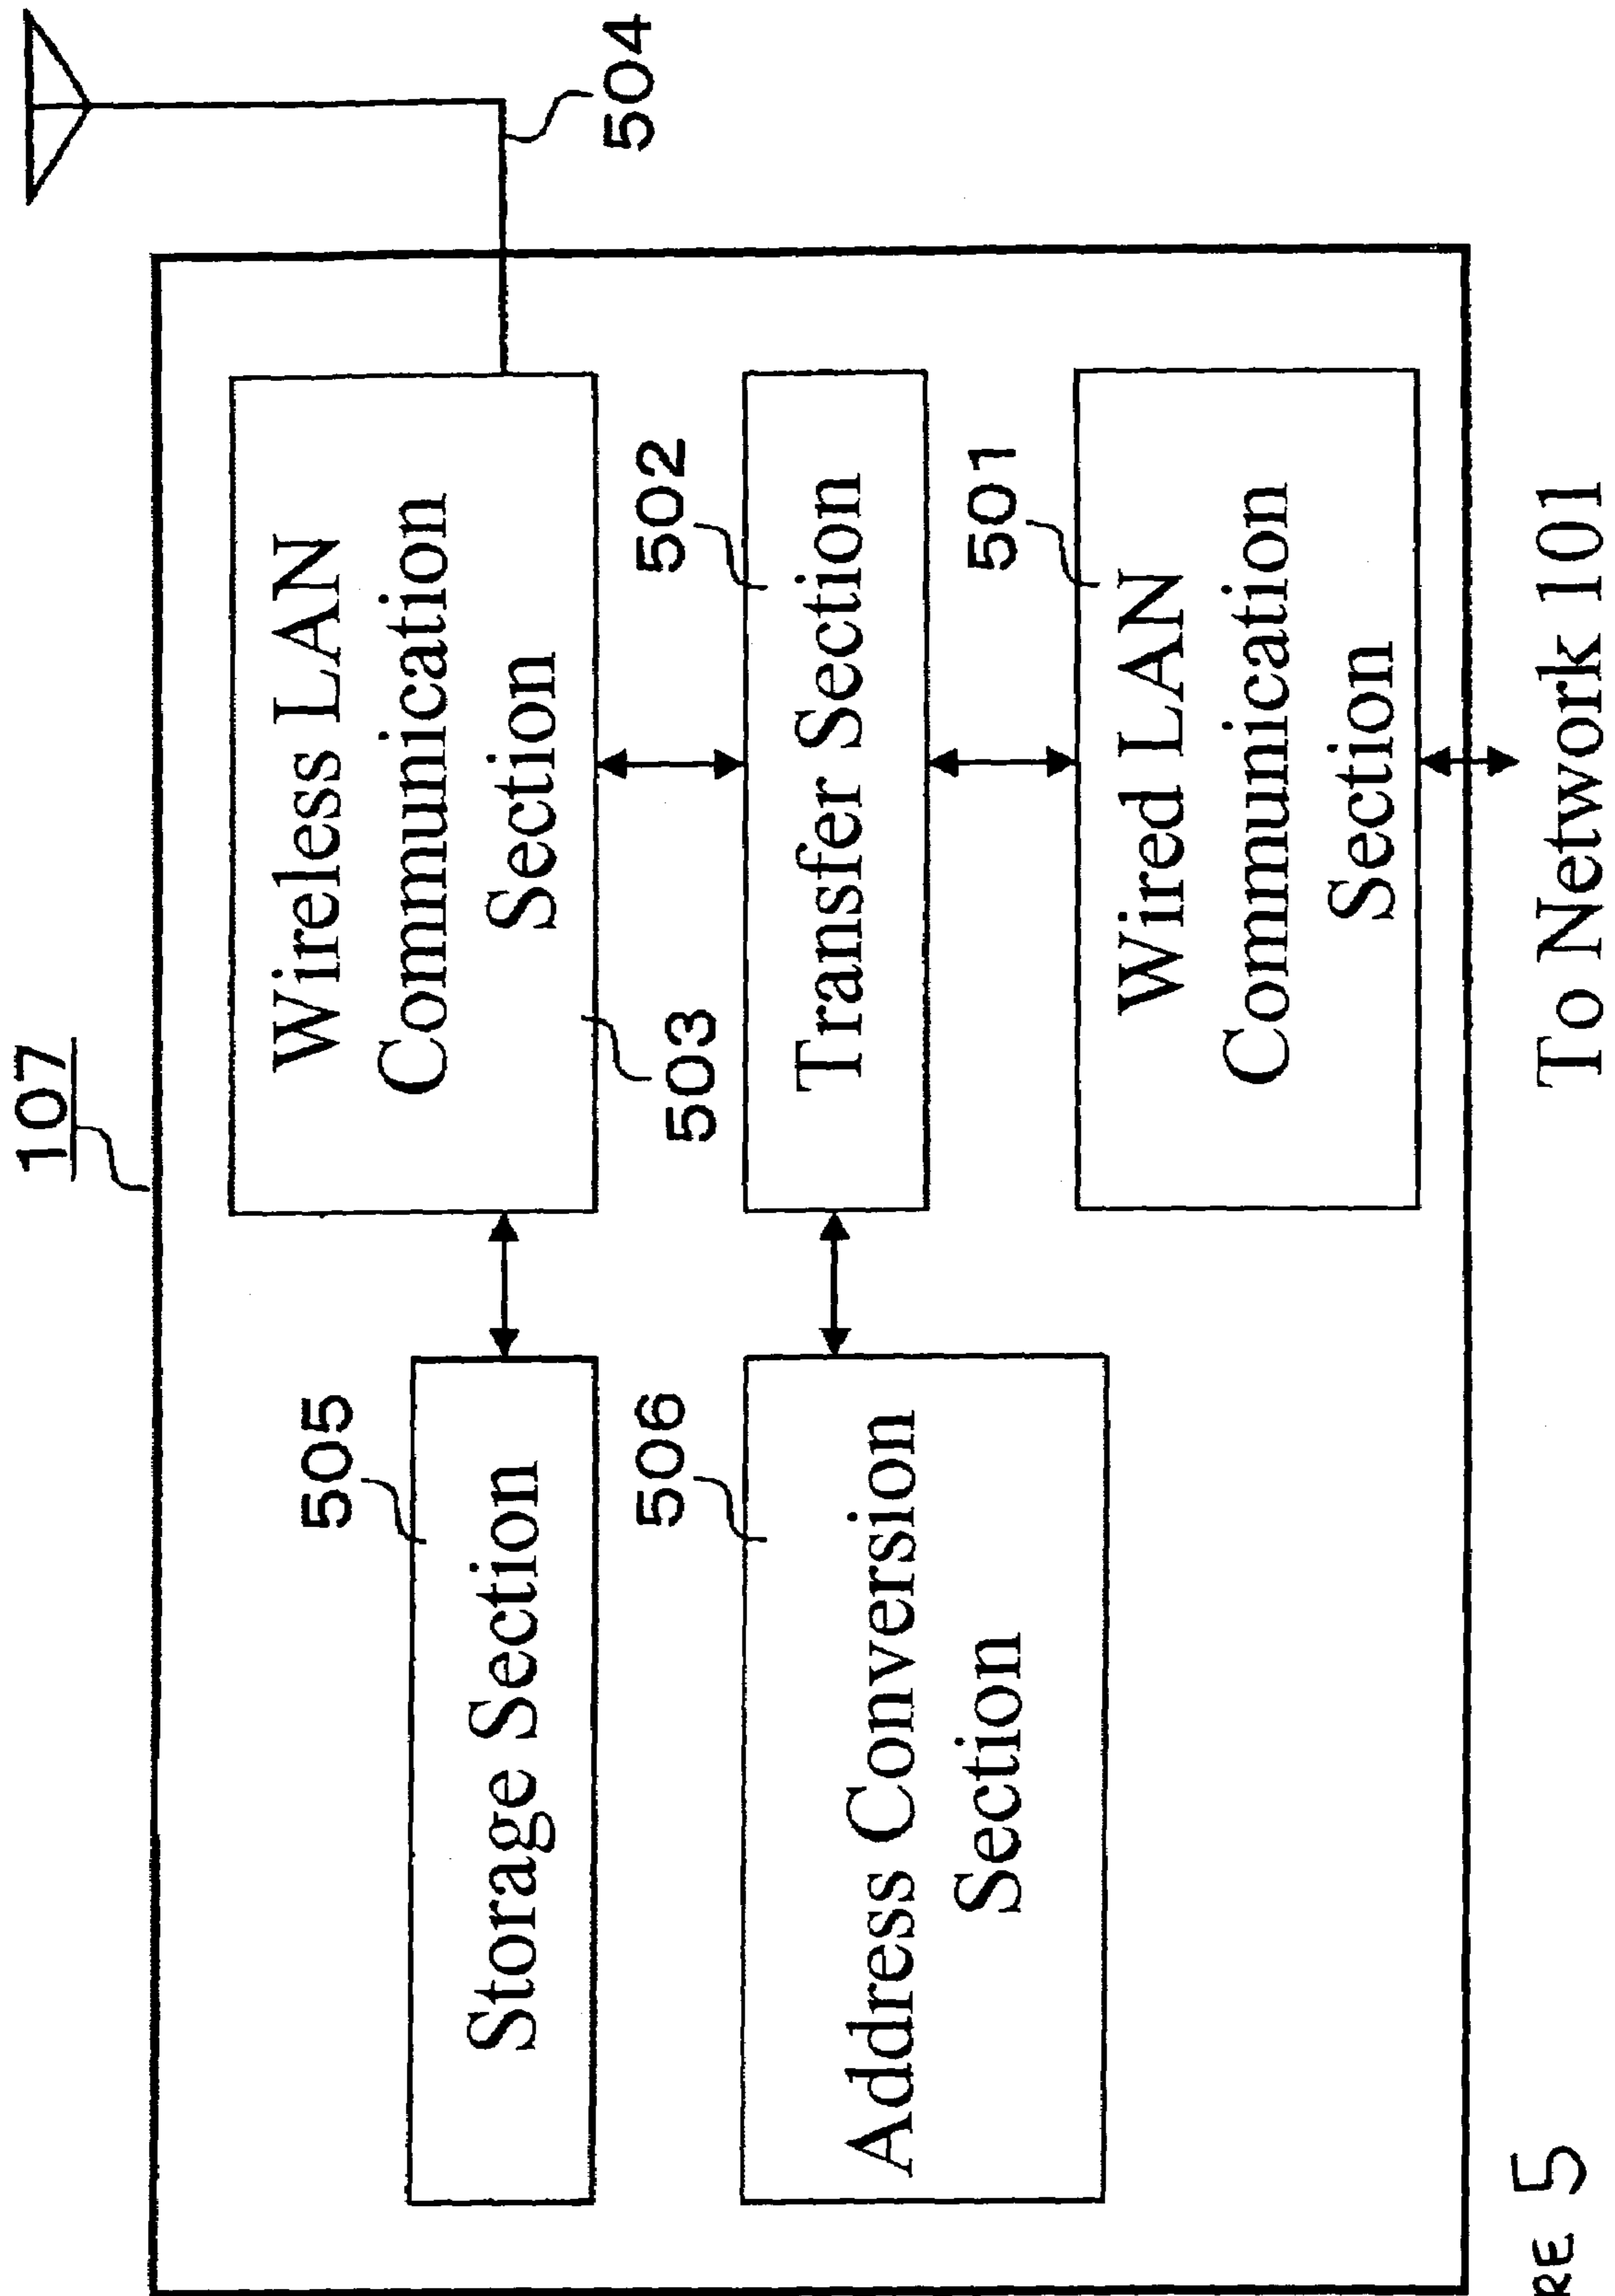 107
504
Wireless LAN
Communication
Section
503
505
Storage Section
502
Transfer Section
506
Address Conversion
Section
501
Wired LAN
Communication
Section
To Network 101
5